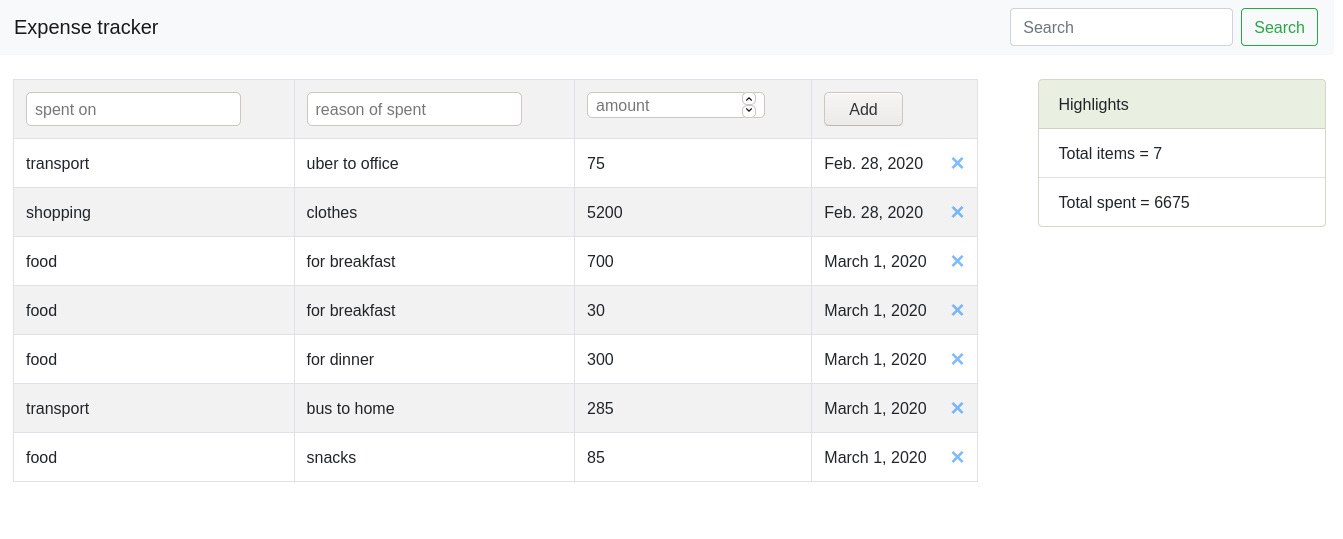 Expense tracker Search Search
spent on reason of spent amount Add
transport uber to office 75 Feb. 28, 2020
shopping clothes 5200 Feb. 28, 2020
food for breakfast 700 March 1, 2020
food for breakfast 30 March 1, 2020
food for dinner 300 March 1, 2020
transport bus to home 285 March 1, 2020
food snacks 85 March 1, 2020
Highlights
Total items = 7
Total spent = 6675